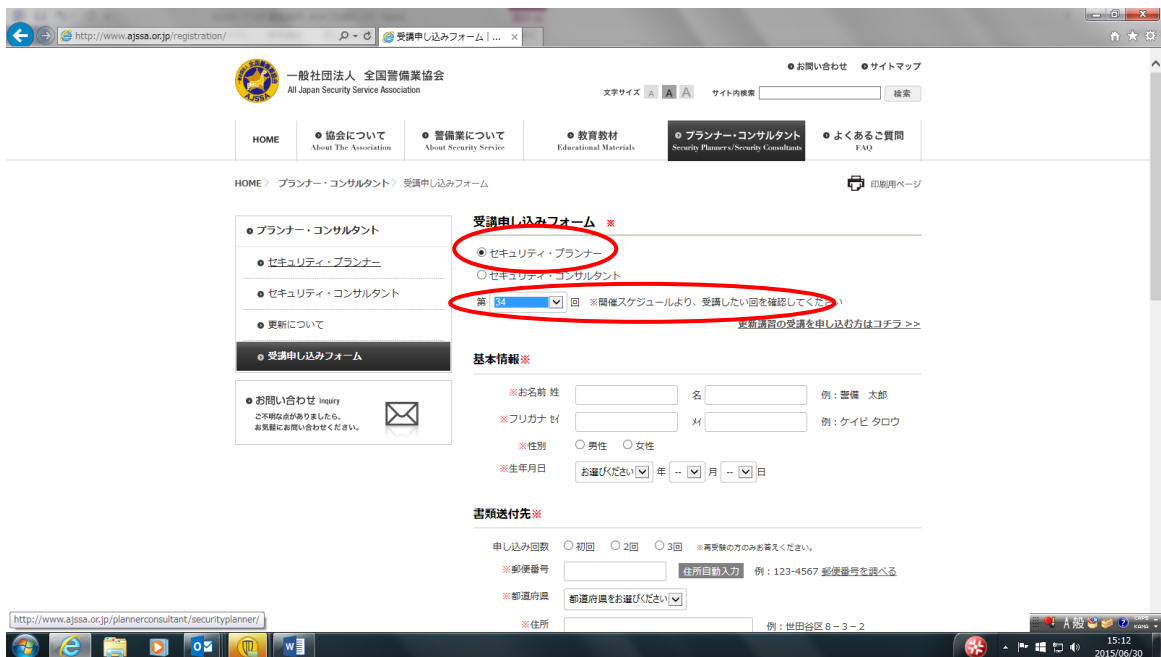 http://www.ajssa.or.jp/registration/
受講申し込みフォーム | ... ×
AJSSA
一般社団法人 全国警備業協会
All Japan Security Service Association
お問い合わせ サイトマップ
文字サイズ A A A サイト内検索 検索
HOME
協会について
About The Association
警備業について
About Security Service
教育教材
Educational Materials
プランナー・コンサルタント
Security Planners/Security Consultants
よくあるご質問
FAQ
HOME〉 プランナー・コンサルタント〉 受講申し込みフォーム
印刷用ページ
プランナー・コンサルタント
セキュリティ・プランナー
セキュリティ・コンサルタント
更新について
受講申し込みフォーム
お問い合わせ Inquiry
ご不明な点がありましたら、
お気軽にお問い合わせください。
受講申し込みフォーム ※
セキュリティ・プランナー
セキュリティ・コンサルタント
第 34 回 ※開催スケジュールより、受講したい回を確認してください
更新講習の受講を申し込む方はコチラ >>
基本情報※
※お名前 姓 名 例:警備 太郎
※フリガナ セイ メイ 例:ケイビ タロウ
※性別 男性 女性
※生年月日 お選びください 年 -- 月 -- 日
書類送付先※
申し込み回数 初回 2回 3回 ※再受験の方のみお答えください。
※郵便番号 住所自動入力 例:123-4567 郵便番号を調べる
※都道府県 都道府県をお選びください
※住所 例:世田谷区8-3-2
http://www.ajssa.or.jp/plannerconsultant/securityplanner/
A 般
CAPS
KANA
15:12
2015/06/30